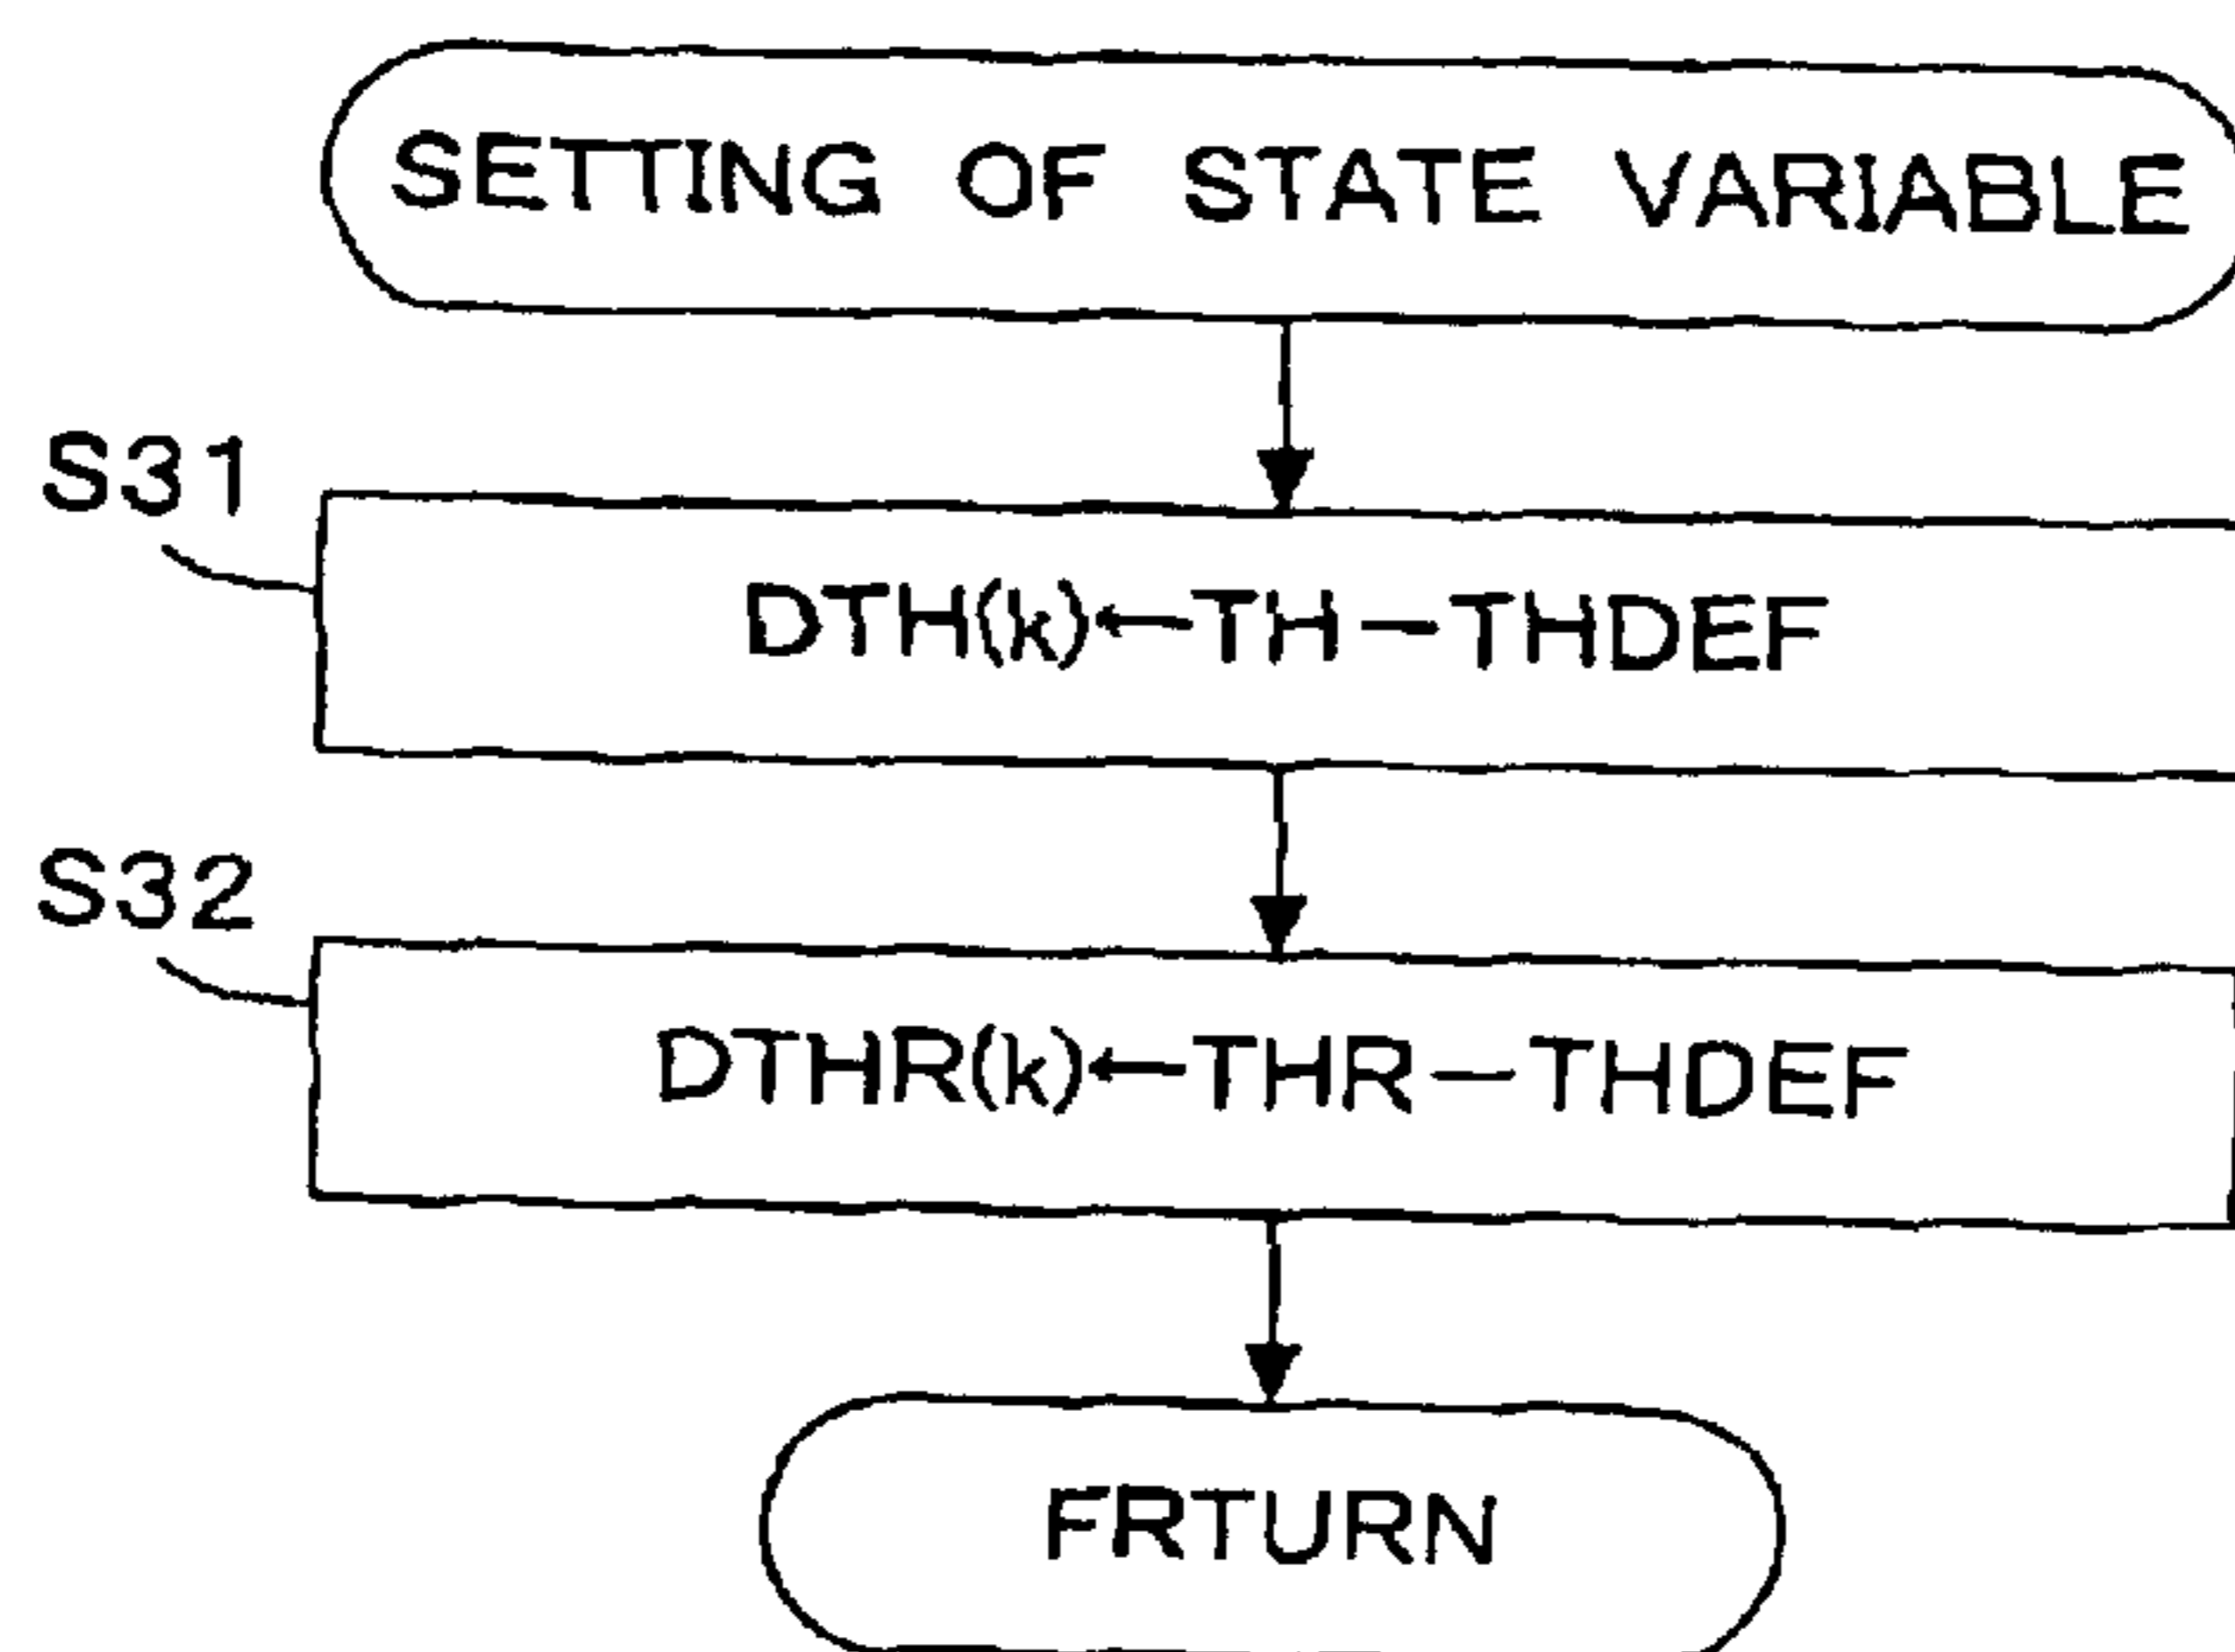 SETTING OF STATE VARIABLE
S31
DTH(k)←TH—THDEF
S32
DTHR(k)←THR—THDEF
FRTURN